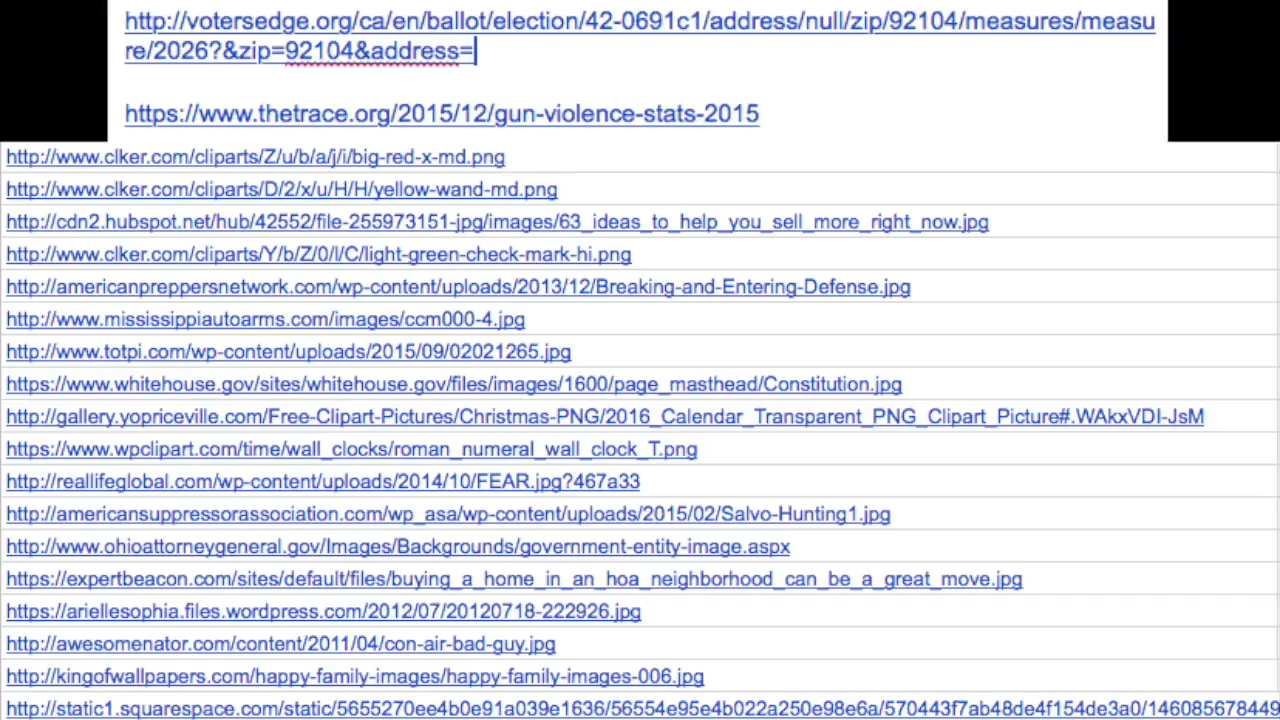 http://votersedge.org/ca/en/ballot/election/42-0691c1/address/null/zip/92104/measures/measu
re/2026?&zip=92104&address=
https://www.thetrace.org/2015/12/gun-violence-stats-2015
http://www.clker.com/cliparts/Z/u/b/a/j/i/big-red-x-md.png
http://www.clker.com/cliparts/D/2/x/u/H/H/yellow-wand-md.png
http://cdn2.hubspot.net/hub/42552/file-255973151-jpg/images/63_ideas_to_help_you_sell_more_right_now.jpg
http://www.clker.com/cliparts/Y/b/Z/0/l/C/light-green-check-mark-hi.png
http://americanpreppersnetwork.com/wp-content/uploads/2013/12/Breaking-and-Entering-Defense.jpg
http://www.mississippiautoarms.com/images/ccm000-4.jpg
http://www.totpi.com/wp-content/uploads/2015/09/02021265.jpg
https://www.whitehouse.gov/sites/whitehouse.gov/files/images/1600/page_masthead/Constitution.jpg
http://gallery.yopriceville.com/Free-Clipart-Pictures/Christmas-PNG/2016_Calendar_Transparent_PNG_Clipart_Picture#.WAkxVDI-JsM
https://www.wpclipart.com/time/wall_clocks/roman_numeral_wall_clock_T.png
http://reallifeglobal.com/wp-content/uploads/2014/10/FEAR.jpg?467a33
http://americansuppressorassociation.com/wp_asa/wp-content/uploads/2015/02/Salvo-Hunting1.jpg
http://www.ohioattorneygeneral.gov/Images/Backgrounds/government-entity-image.aspx
https://expertbeacon.com/sites/default/files/buying_a_home_in_an_hoa_neighborhood_can_be_a_great_move.jpg
https://ariellesophia.files.wordpress.com/2012/07/20120718-222926.jpg
http://awesomenator.com/content/2011/04/con-air-bad-guy.jpg
http://kingofwallpapers.com/happy-family-images/happy-family-images-006.jpg
http://static1.squarespace.com/static/5655270ee4b0e91a039e1636/56554e95e4b022a250e98e6a/570443f7ab48de4f154de3a0/146085678449